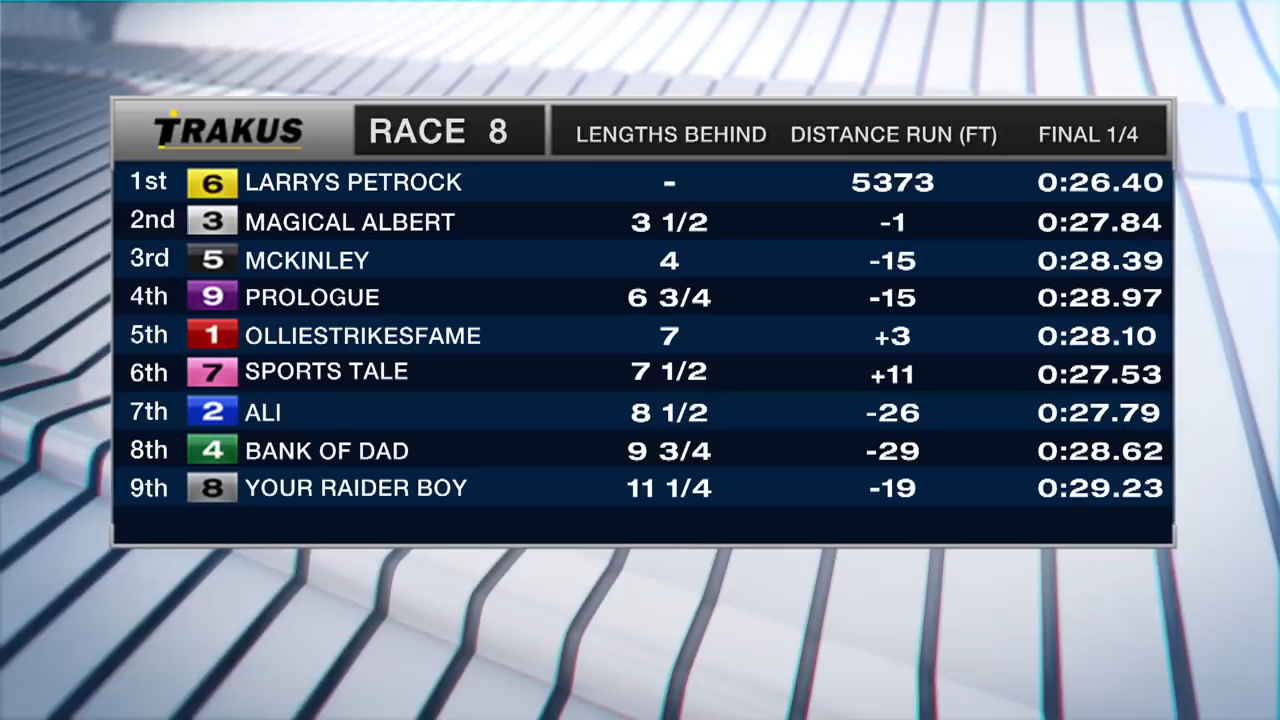 TRAKUS RACE 8 LENGTHS BEHIND DISTANCE RUN (FT) FINAL 1/4
1st 6 LARRYS PETROCK - 5373 0:26.40
2nd 3 MAGICAL ALBERT 3 1/2 -1 0:27.84
3rd 5 MCKINLEY 4 -15 0:28.39
4th 9 PROLOGUE 6 3/4 -15 0:28.97
5th 1 OLLIESTRIKESFAME 7 +3 0:28.10
6th 7 SPORTS TALE 7 1/2 +11 0:27.53
7th 2 ALI 8 1/2 -26 0:27.79
8th 4 BANK OF DAD 9 3/4 -29 0:28.62
9th 8 YOUR RAIDER BOY 11 1/4 -19 0:29.23